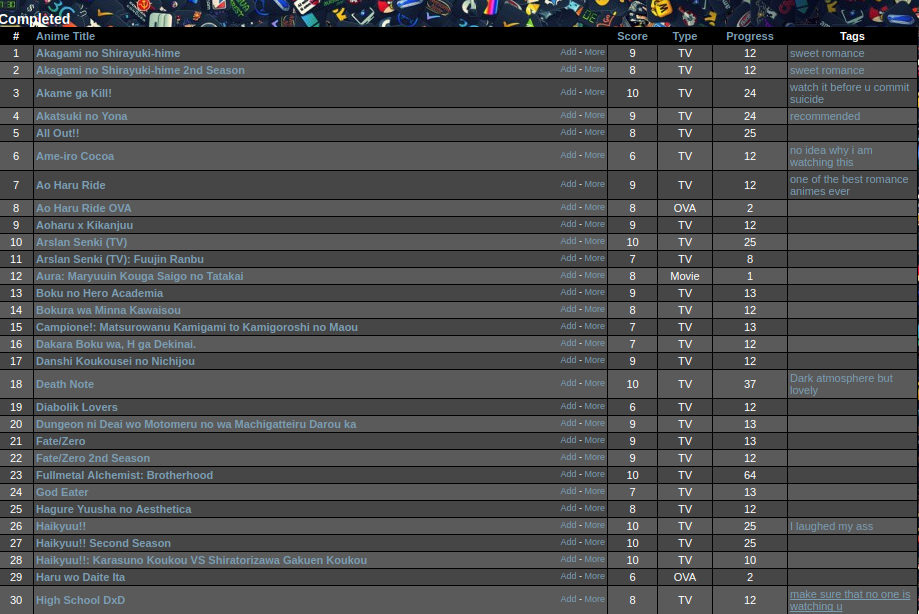 Completed
# Anime Title Score Type Progress Tags
1 Akagami no Shirayuki-hime Add - More 9 TV 12 sweet romance
2 Akagami no Shirayuki-hime 2nd Season Add - More 8 TV 12 sweet romance
3 Akame ga Kill! Add - More 10 TV 24 watch it before u commit
suicide
4 Akatsuki no Yona Add - More 9 TV 24 recommended
5 All Out!! Add - More 8 TV 25
6 Ame-iro Cocoa Add - More 6 TV 12 no idea why i am
watching this
7 Ao Haru Ride Add - More 9 TV 12 one of the best romance
animes ever
8 Ao Haru Ride OVA Add - More 8 OVA 2
9 Aoharu x Kikanjuu Add - More 9 TV 12
10 Arslan Senki (TV) Add - More 10 TV 25
11 Arslan Senki (TV): Fuujin Ranbu Add - More 7 TV 8
12 Aura: Maryuuin Kouga Saigo no Tatakai Add - More 8 Movie 1
13 Boku no Hero Academia Add - More 9 TV 13
14 Bokura wa Minna Kawaisou Add - More 8 TV 12
15 Campione!: Matsurowanu Kamigami to Kamigoroshi no Maou Add - More 7 TV 13
16 Dakara Boku wa, H ga Dekinai. Add - More 7 TV 12
17 Danshi Koukousei no Nichijou Add - More 9 TV 12
18 Death Note Add - More 10 TV 37 Dark atmosphere but
lovely
19 Diabolik Lovers Add - More 6 TV 12
20 Dungeon ni Deai wo Motomeru no wa Machigatteiru Darou ka Add - More 9 TV 13
21 Fate/Zero Add - More 9 TV 13
22 Fate/Zero 2nd Season Add - More 9 TV 12
23 Fullmetal Alchemist: Brotherhood Add - More 10 TV 64
24 God Eater Add - More 7 TV 13
25 Hagure Yuusha no Aesthetica Add - More 8 TV 12
26 Haikyuu!! Add - More 10 TV 25 I laughed my ass
27 Haikyuu!! Second Season Add - More 10 TV 25
28 Haikyuu!!: Karasuno Koukou VS Shiratorizawa Gakuen Koukou Add - More 10 TV 10
29 Haru wo Daite Ita Add - More 6 OVA 2
30 High School DxD Add - More 8 TV 12 make sure that no one is
watching u